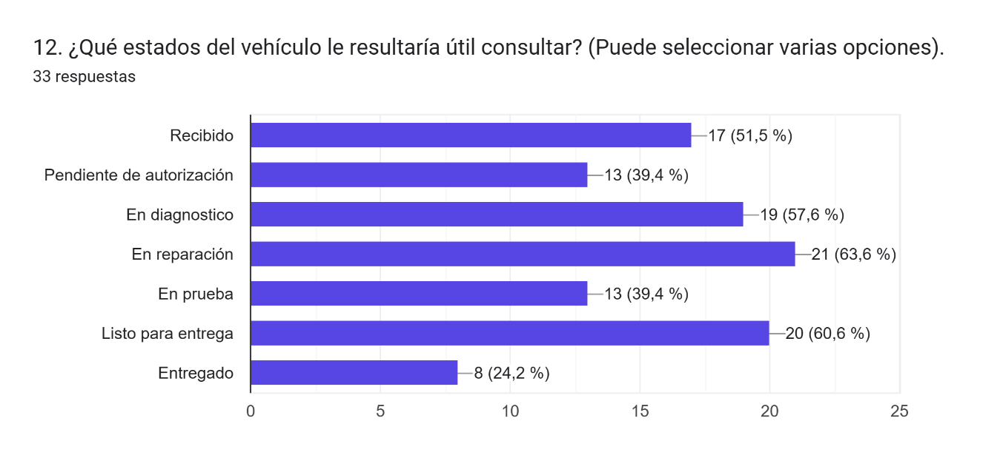 12. ¿Qué estados del vehículo le resultaría útil consultar? (Puede seleccionar varias opciones).
33 respuestas
Recibido 17 (51,5 %)
Pendiente de autorización 13 (39,4 %)
En diagnostico 19 (57,6 %)
En reparación 21 (63,6 %)
En prueba 13 (39,4 %)
Listo para entrega 20 (60,6 %)
Entregado 8 (24,2 %)
0 5 10 15 20 25